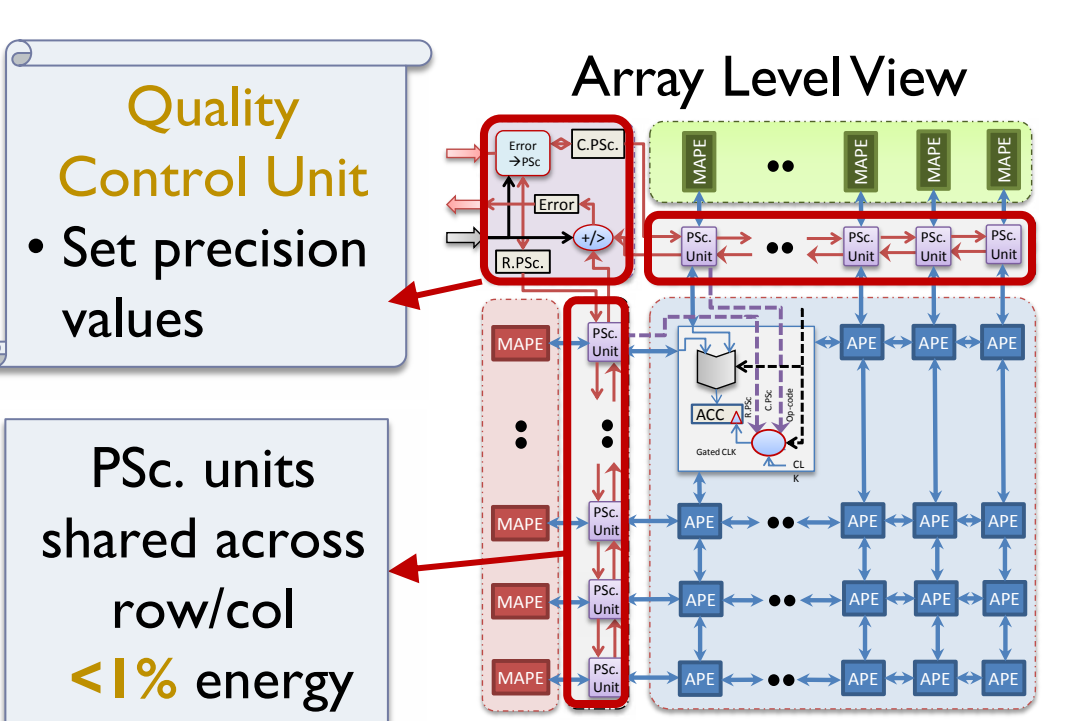 Quality
Control Unit
• Set precision
values
PSc. units
shared across
row/col
<1% energy
Array Level View
Error
→PSc
C.PSc.
Error
+/>
R.PSc.
MAPE
MAPE
MAPE
MAPE
PSc.
Unit
PSc.
Unit
PSc.
Unit
PSc.
Unit
MAPE
PSc.
Unit
R.PSc
C.PSc
Op-code
ACC
Gated CLK
CL
K
APE
APE
APE
MAPE
PSc.
Unit
APE
APE
APE
APE
MAPE
PSc.
Unit
APE
APE
APE
APE
MAPE
PSc.
Unit
APE
APE
APE
APE